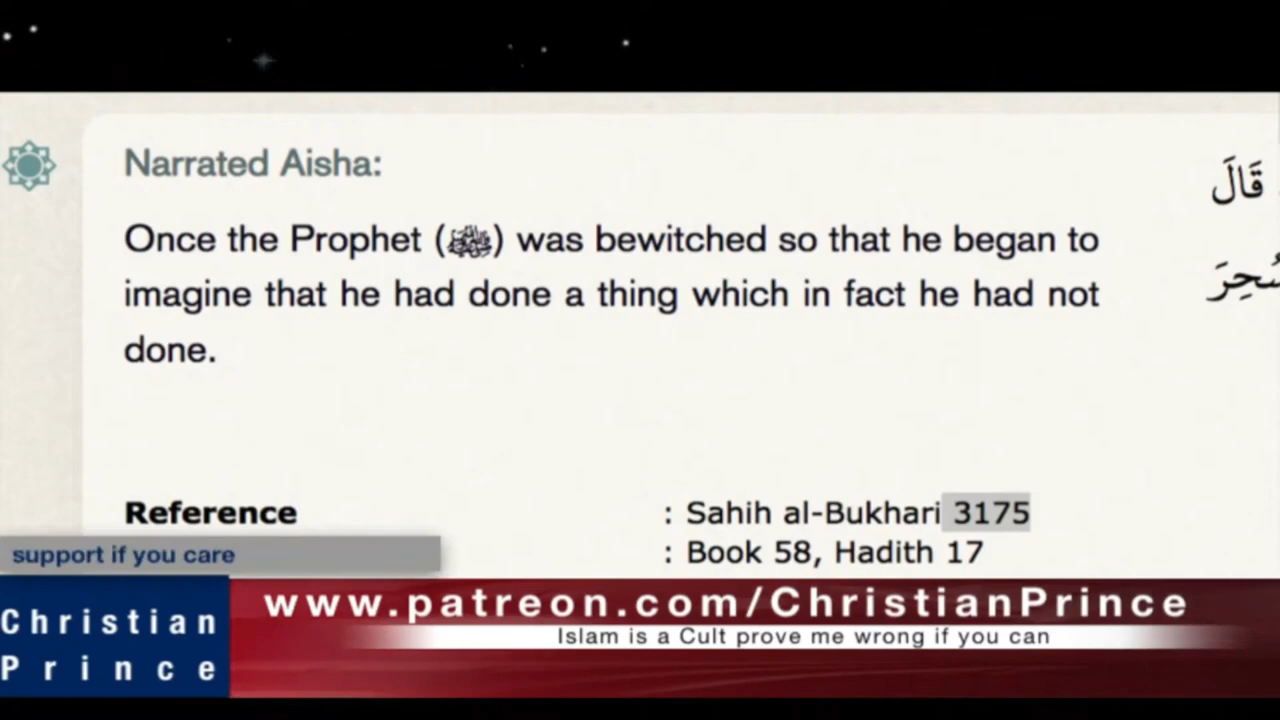 Narrated Aisha:
قَالَ
Once the Prophet (ﷺ) was bewitched so that he began to
imagine that he had done a thing which in fact he had not
سُحِرَ
done.
Reference : Sahih al-Bukhari 3175
: Book 58, Hadith 17
support if you care
www.patreon.com/ChristianPrince
Christian
Islam is a Cult prove me wrong if you can
Prince